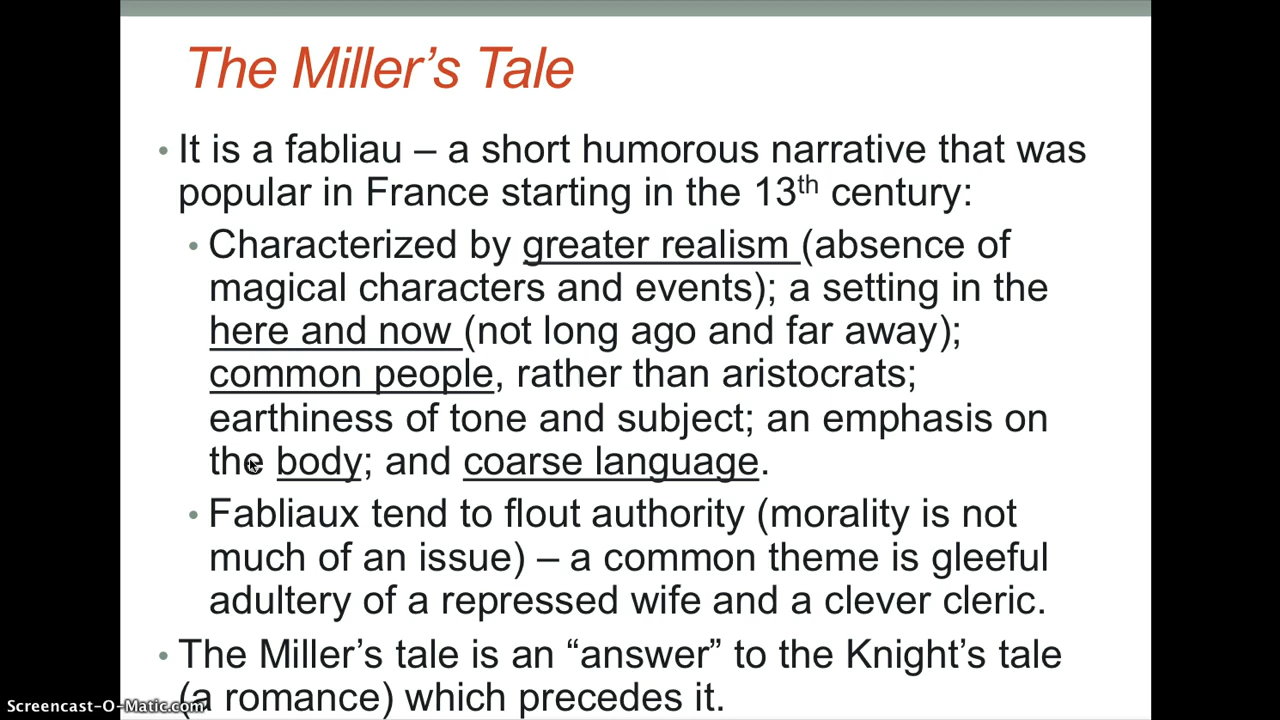 The Miller’s Tale
• It is a fabliau – a short humorous narrative that was
popular in France starting in the 13th century:
• Characterized by greater realism (absence of
magical characters and events); a setting in the
here and now (not long ago and far away);
common people, rather than aristocrats;
earthiness of tone and subject; an emphasis on
the body; and coarse language.
• Fabliaux tend to flout authority (morality is not
much of an issue) – a common theme is gleeful
adultery of a repressed wife and a clever cleric.
• The Miller’s tale is an “answer” to the Knight’s tale
(a romance) which precedes it.
Screencast-O-Matic.com